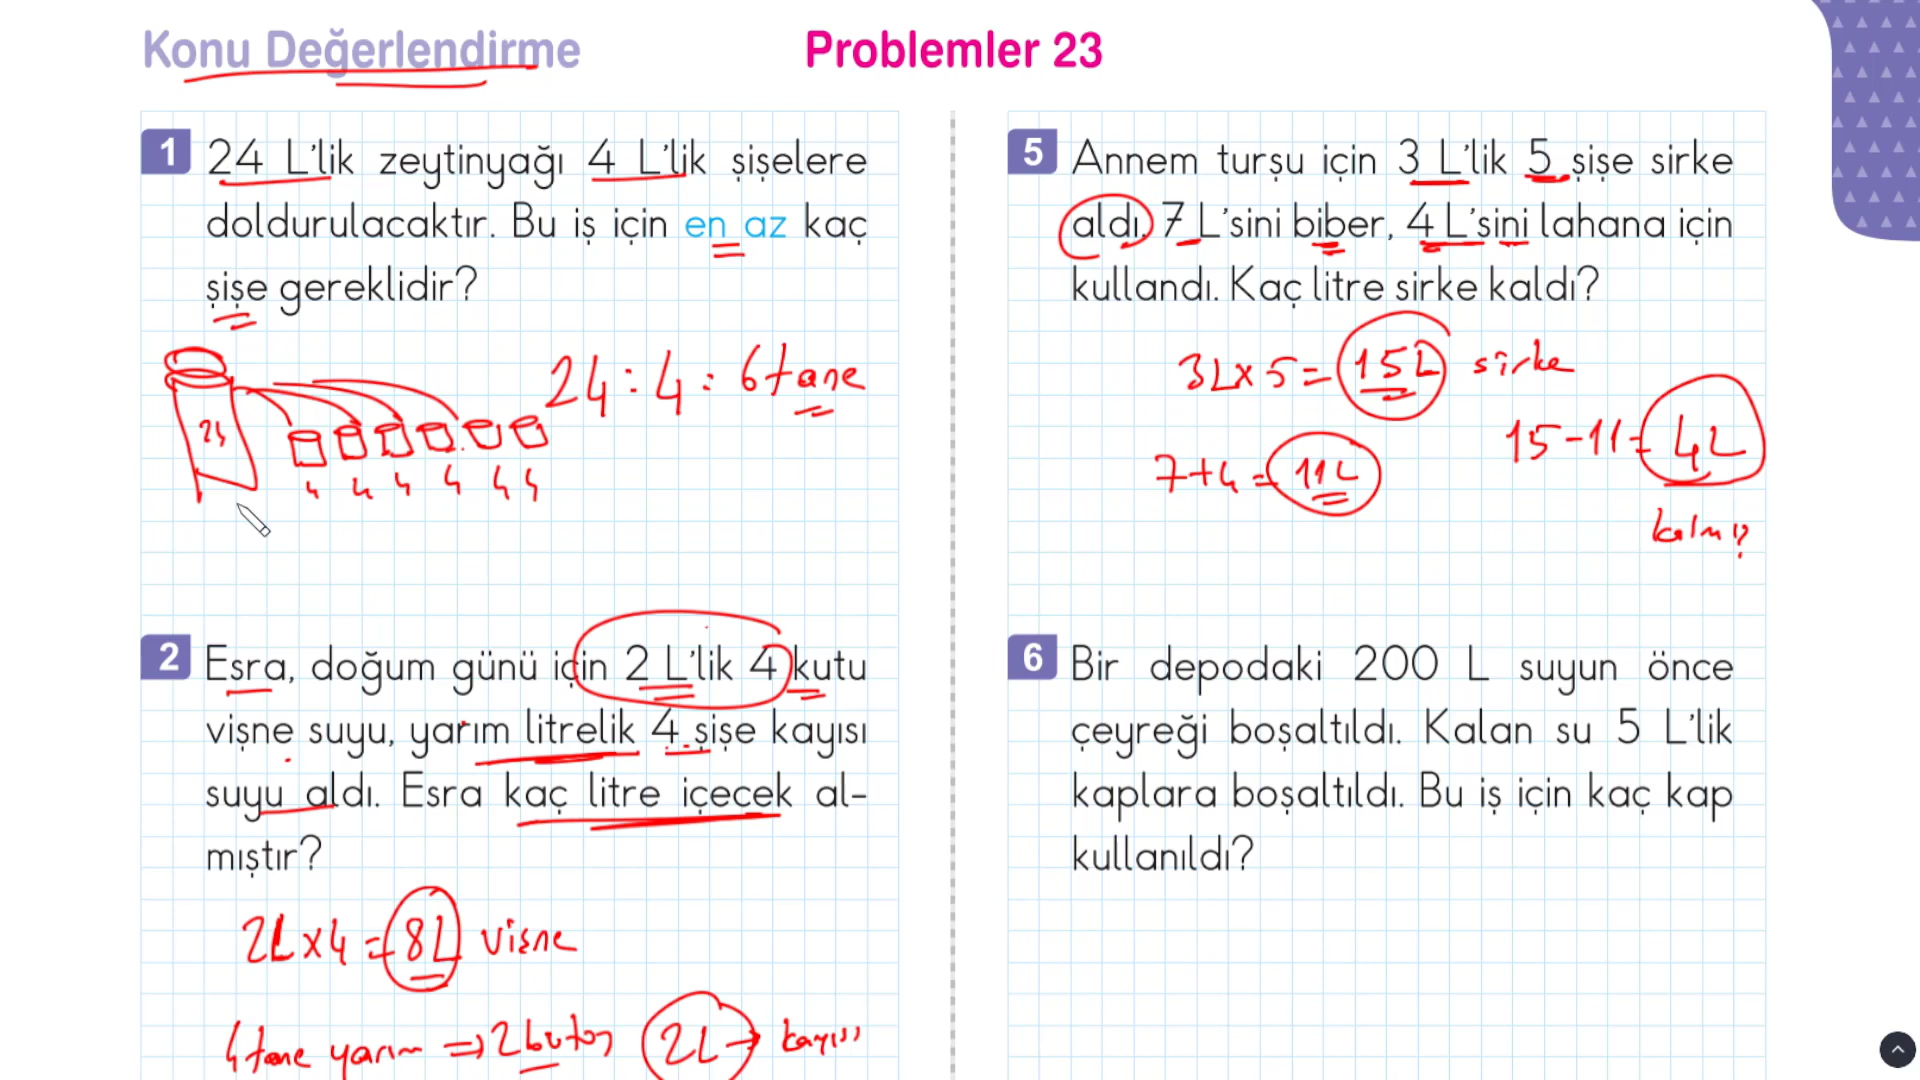 Konu Değerlendirme
Problemler 23
1
24 L'lik zeytinyağı 4 L'lik şişelere
doldurulacaktır. Bu iş için en az kaç
şişe gereklidir?
24 : 4 = 6 tane
24
4 4 4 4 4 4
2
Esra, doğum günü için 2 L'lik 4 kutu
vişne suyu, yarım litrelik 4 şişe kayısı
suyu aldı. Esra kaç litre içecek al-
mıştır?
2L x 4 = 8L vişne
4 tane yarım => 2 bütün 2L → kayısı
5
Annem turşu için 3 L'lik 5 şişe sirke
aldı. 7 L'sini biber, 4 L'sini lahana için
kullandı. Kaç litre sirke kaldı?
3L x 5 = 15L sirke
15 - 11 = 4L
7 + 4 = 11L
kalmış
6
Bir depodaki 200 L suyun önce
çeyreği boşaltıldı. Kalan su 5 L'lik
kaplara boşaltıldı. Bu iş için kaç kap
kullanıldı?